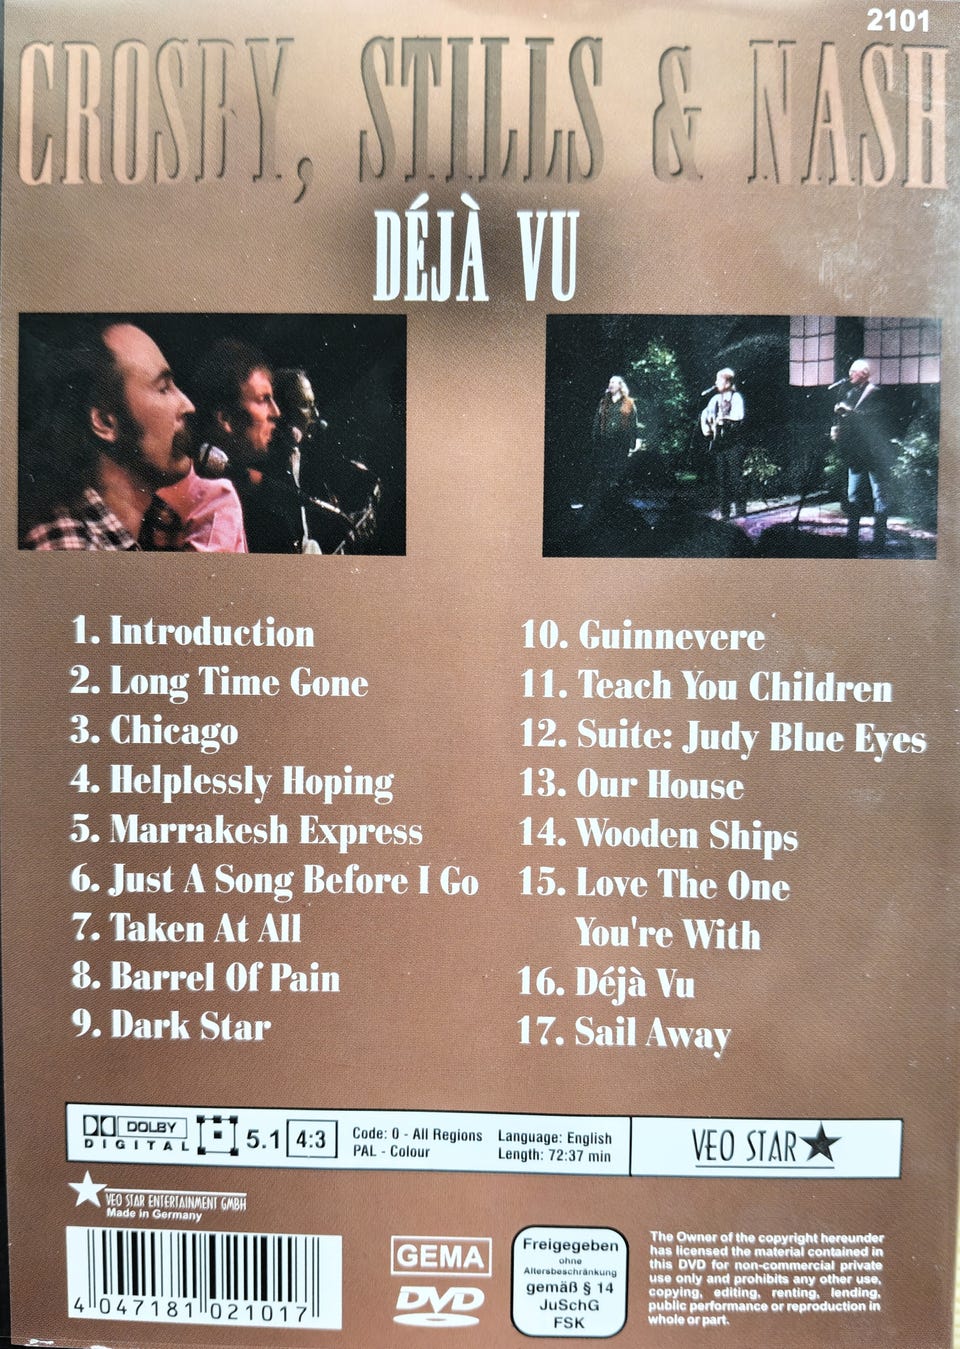 2101
CROSBY, STILLS & NASH
DÉJÀ VU
1. Introduction
2. Long Time Gone
3. Chicago
4. Helplessly Hoping
5. Marrakesh Express
6. Just A Song Before I Go
7. Taken At All
8. Barrel Of Pain
9. Dark Star
10. Guinnevere
11. Teach You Children
12. Suite: Judy Blue Eyes
13. Our House
14. Wooden Ships
15. Love The One
You're With
16. Déjà Vu
17. Sail Away
DOLBY
DIGITAL
5.1
4:3
Code: 0 - All Regions
PAL - Colour
Language: English
Length: 72:37 min
VEO STAR
VEO STAR ENTERTAINMENT GMBH
Made in Germany
4 047181 021017
GEMA
DVD
Freigegeben
ohne
Altersbeschränkung
gemäß § 14
JuSchG
FSK
The Owner of the copyright hereunder
has licensed the material contained in
this DVD for non-commercial private
use only and prohibits any other use,
copying, editing, renting, lending,
public performance or reproduction in
whole or part.